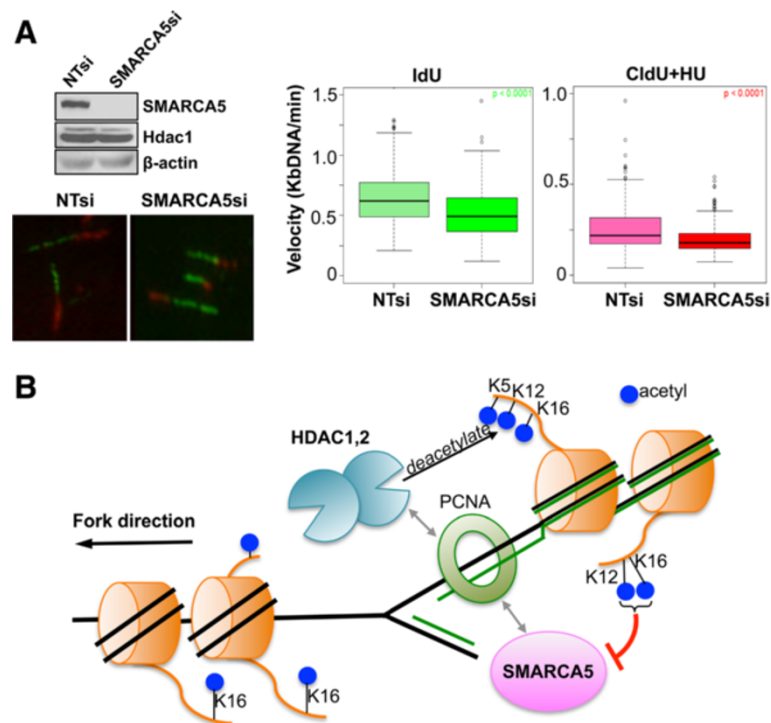 A
NTsi
SMARCA5si
SMARCA5
Hdac1
β-actin
NTsi SMARCA5si
IdU
p < 0.0001
Velocity (KbDNA/min)
1.5
1.0
0.5
0
NTsi SMARCA5si
CldU+HU
p < 0.0001
1.0
0.5
0
NTsi SMARCA5si
B
K5
K12
K16
acetyl
HDAC1,2
deacetylate
PCNA
Fork direction
K12
K16
SMARCA5
K16
K16